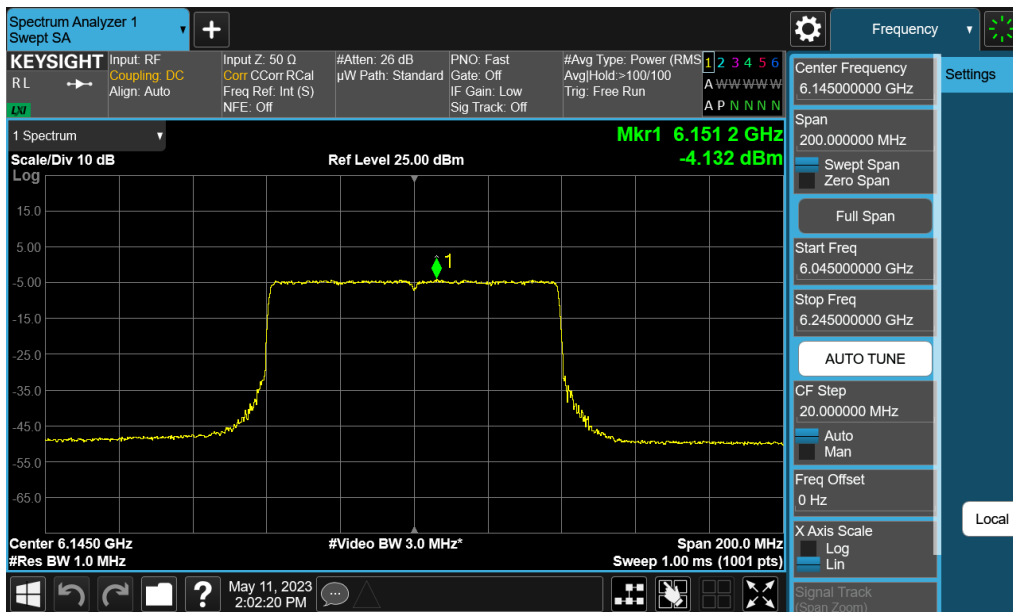 Spectrum Analyzer 1
Swept SA
Frequency
KEYSIGHT
RL
LXI
Input: RF
Coupling: DC
Align: Auto
Input Z: 50 Ω
Corr CCorr RCal
Freq Ref: Int (S)
NFE: Off
#Atten: 26 dB
µW Path: Standard
PNO: Fast
Gate: Off
IF Gain: Low
Sig Track: Off
#Avg Type: Power (RMS
Avg|Hold:>100/100
Trig: Free Run
1 2 3 4 5 6
A W W W W W
A P N N N N
1 Spectrum
Scale/Div 10 dB
Log
Ref Level 25.00 dBm
Mkr1 6.151 2 GHz
-4.132 dBm
15.0
5.00
-5.00
-15.0
-25.0
-35.0
-45.0
-55.0
-65.0
1
Center 6.1450 GHz
#Res BW 1.0 MHz
#Video BW 3.0 MHz*
Span 200.0 MHz
Sweep 1.00 ms (1001 pts)
Center Frequency
6.145000000 GHz
Span
200.000000 MHz
Swept Span
Zero Span
Full Span
Start Freq
6.045000000 GHz
Stop Freq
6.245000000 GHz
AUTO TUNE
CF Step
20.000000 MHz
Auto
Man
Freq Offset
0 Hz
X Axis Scale
Log
Lin
Signal Track
(Span Zoom)
Settings
Local
?
May 11, 2023
2:02:20 PM